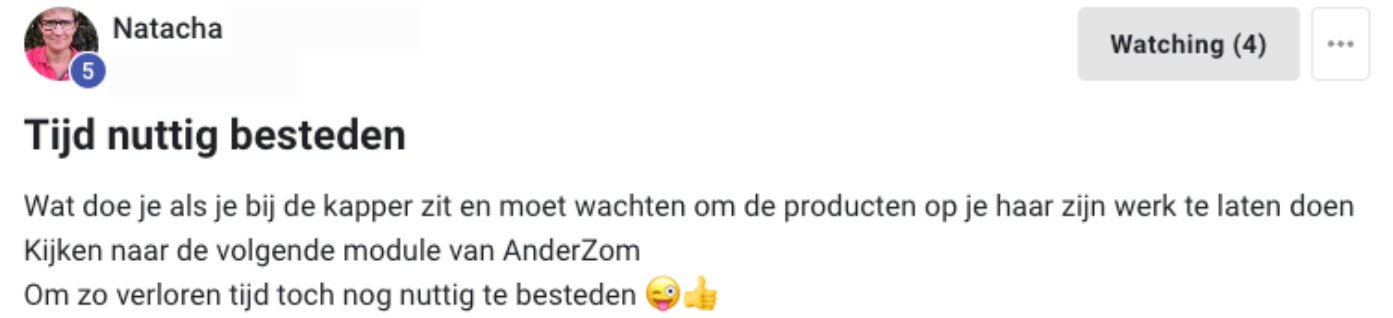 Natacha
5
Watching (4)
Tijd nuttig besteden
Wat doe je als je bij de kapper zit en moet wachten om de producten op je haar zijn werk te laten doen
Kijken naar de volgende module van AnderZom
Om zo verloren tijd toch nog nuttig te besteden 😜👍